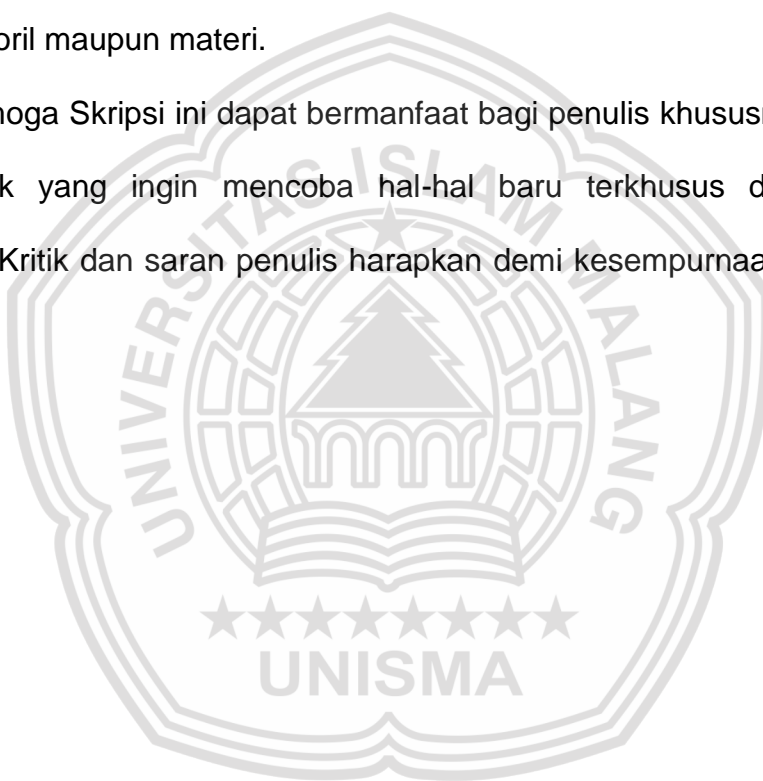 oril maupun materi.
oga Skripsi ini dapat bermanfaat bagi penulis khusus
k yang ingin mencoba hal-hal baru terkhusus d
Kritik dan saran penulis harapkan demi kesempurnaa
UNIVERSITAS ISLAM MALANG
UNISMA